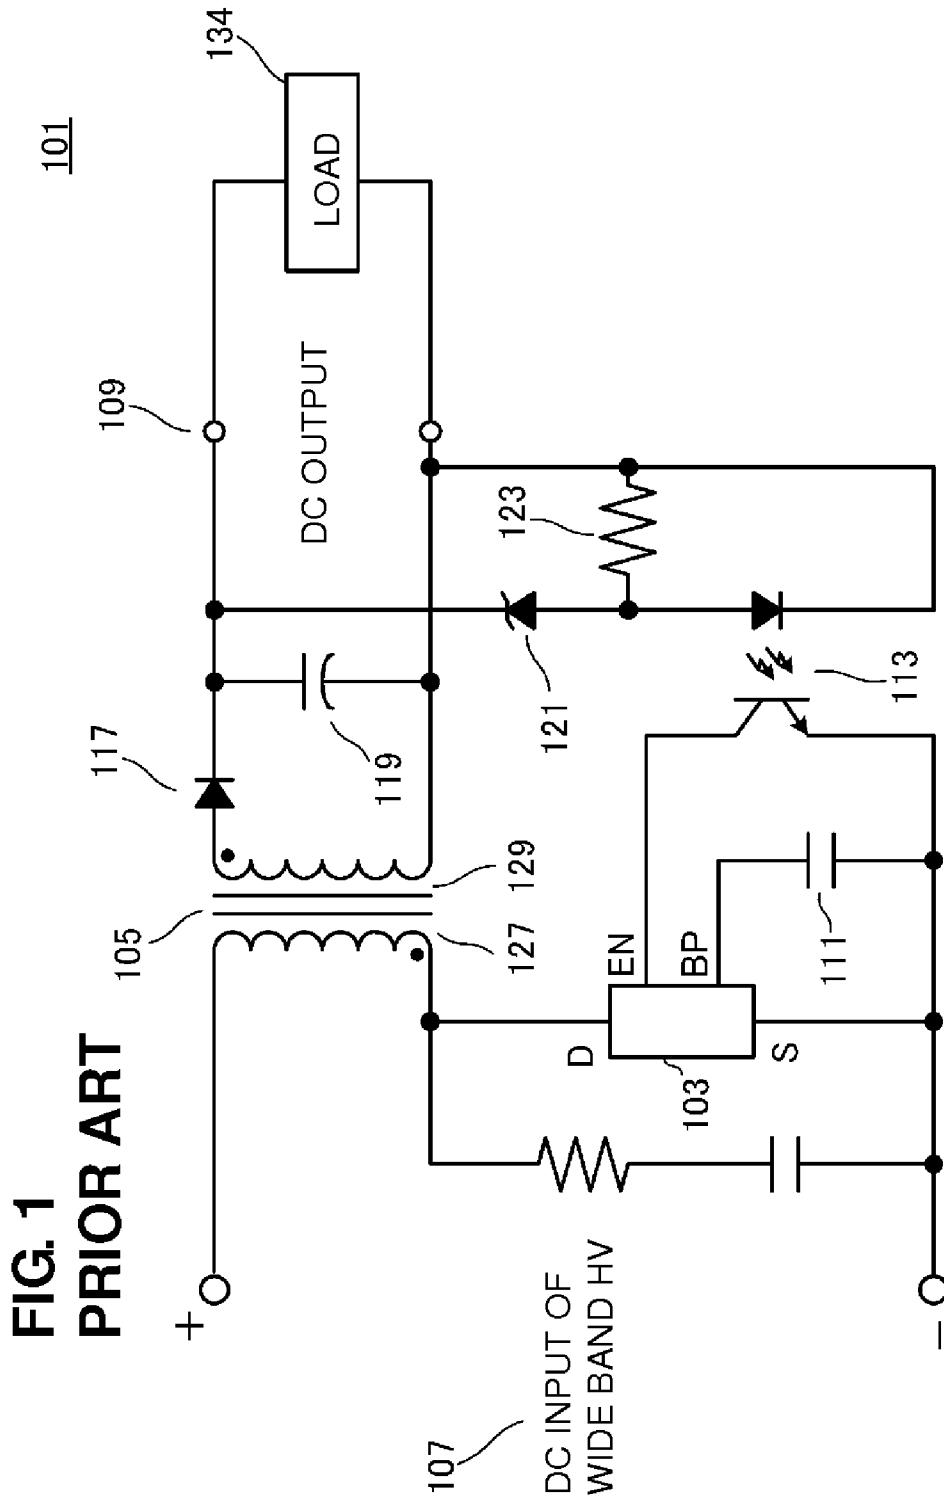 FIG. 1
PRIOR ART
101
134
LOAD
109
DC OUTPUT
117
119
105
129
127
121
123
113
EN
BP
D
S
103
111
107
DC INPUT OF
WIDE BAND HV
+
−